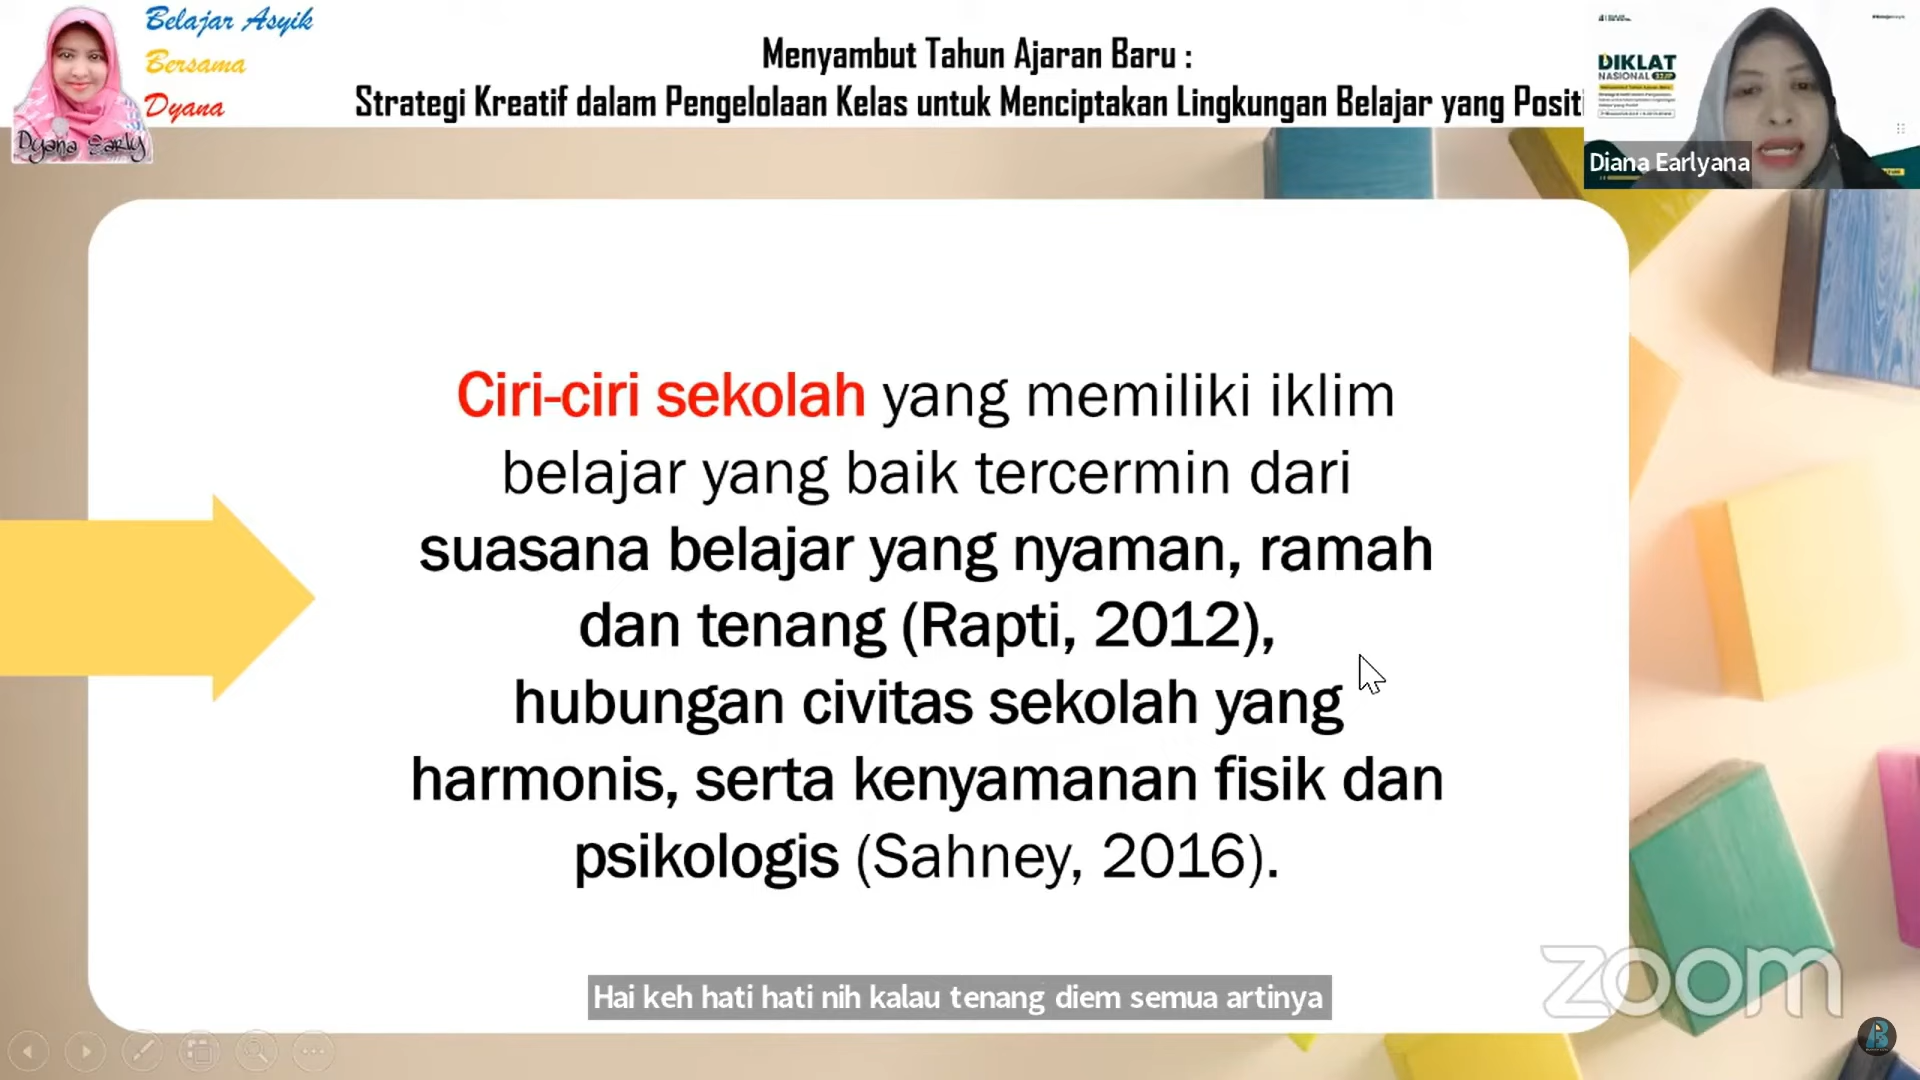 Belajar Asyik
Bersama
Dyana
Dyana Early
Menyambut Tahun Ajaran Baru :
Strategi Kreatif dalam Pengelolaan Kelas untuk Menciptakan Lingkungan Belajar yang Positi
DIKLAT
NASIONAL 32JP
Diana Earlyana
Ciri-ciri sekolah yang memiliki iklim
belajar yang baik tercermin dari
suasana belajar yang nyaman, ramah
dan tenang (Rapti, 2012),
hubungan civitas sekolah yang
harmonis, serta kenyamanan fisik dan
psikologis (Sahney, 2016).
Hai keh hati hati nih kalau tenang diem semua artinya
zoom